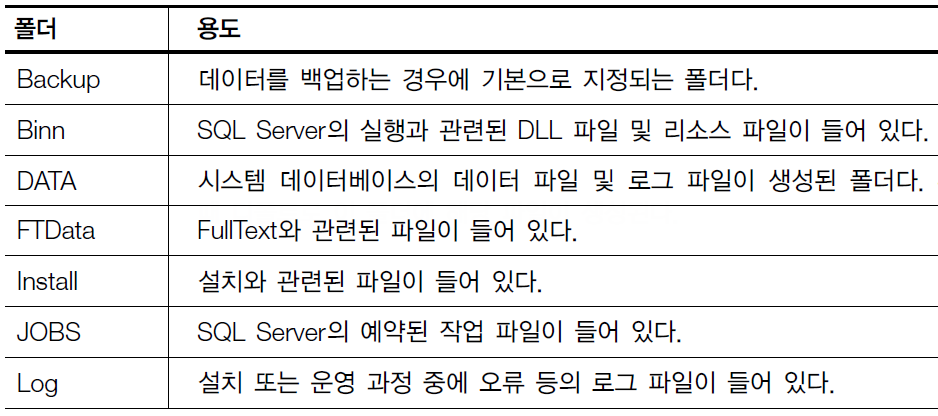 폴더 용도
Backup 데이터를 백업하는 경우에 기본으로 지정되는 폴더다.
Binn SQL Server의 실행과 관련된 DLL 파일 및 리소스 파일이 들어 있다.
DATA 시스템 데이터베이스의 데이터 파일 및 로그 파일이 생성된 폴더다.
FTData FullText와 관련된 파일이 들어 있다.
Install 설치와 관련된 파일이 들어 있다.
JOBS SQL Server의 예약된 작업 파일이 들어 있다.
Log 설치 또는 운영 과정 중에 오류 등의 로그 파일이 들어 있다.